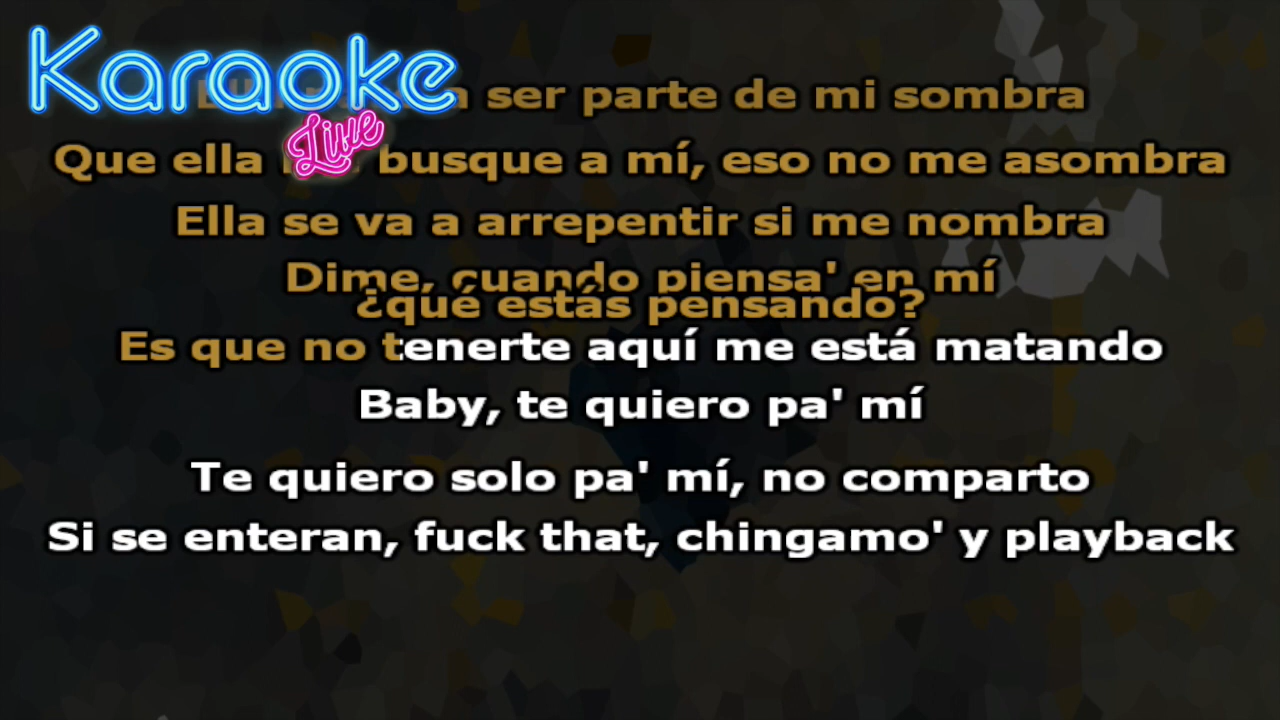 Karaoke
Live
ser parte de mi sombra
Que ella busque a mí, eso no me asombra
Ella se va a arrepentir si me nombra
Dime, cuando piensa' en mí
¿qué estás pensando?
Es que no tenerte aquí me está matando
Baby, te quiero pa' mí
Te quiero solo pa' mí, no comparto
Si se enteran, fuck that, chingamo' y playback